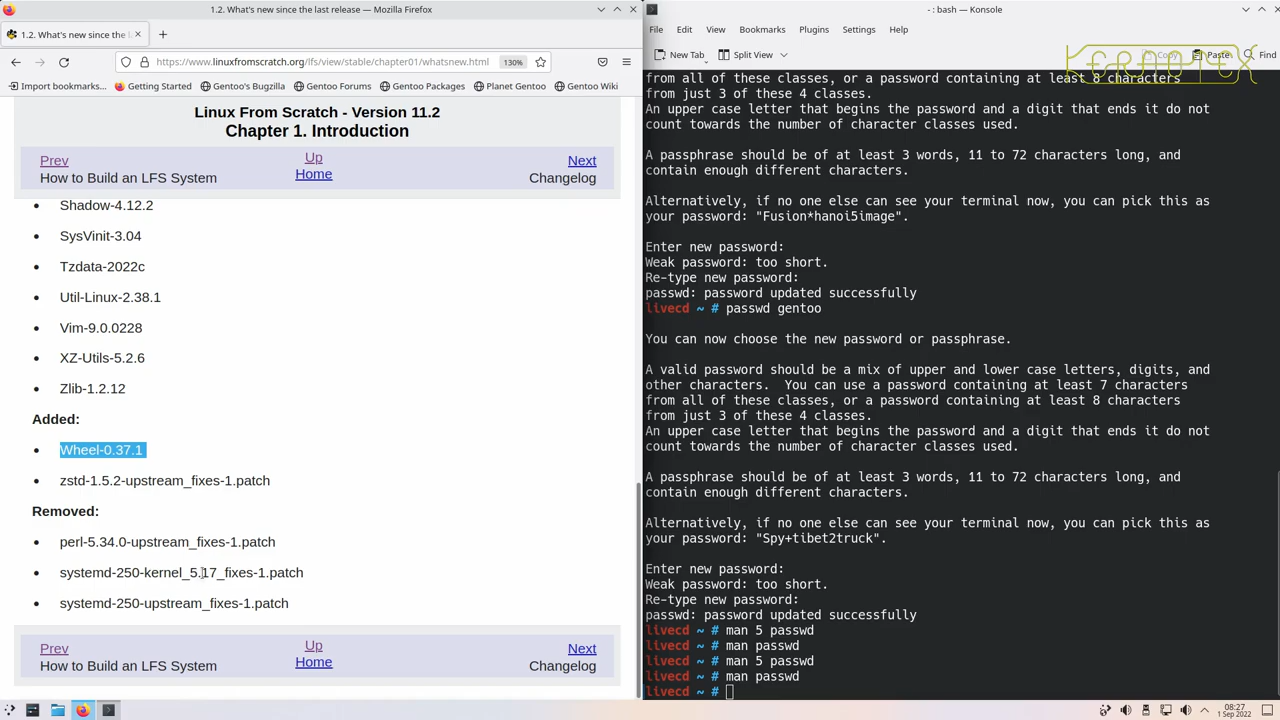 1.2. What's new since the last release — Mozilla Firefox
1.2. What's new since the l
https://www.linuxfromscratch.org/lfs/view/stable/chapter01/whatsnew.html
130%
Import bookmarks...
Getting Started
Gentoo's Bugzilla
Gentoo Forums
Gentoo Packages
Planet Gentoo
Gentoo Wiki
Linux From Scratch - Version 11.2
Chapter 1. Introduction
Prev
Up
Next
How to Build an LFS System
Home
Changelog
Shadow-4.12.2
SysVinit-3.04
Tzdata-2022c
Util-Linux-2.38.1
Vim-9.0.0228
XZ-Utils-5.2.6
Zlib-1.2.12
Added:
Wheel-0.37.1
zstd-1.5.2-upstream_fixes-1.patch
Removed:
perl-5.34.0-upstream_fixes-1.patch
systemd-250-kernel_5.17_fixes-1.patch
systemd-250-upstream_fixes-1.patch
Prev
Up
Next
How to Build an LFS System
Home
Changelog
- : bash — Konsole
File Edit View Bookmarks Plugins Settings Help
New Tab
Split View
Copy
Paste
Find
KERNOTEX
from all of these classes, or a password containing at least 8 characters
from just 3 of these 4 classes.
An upper case letter that begins the password and a digit that ends it do not
count towards the number of character classes used.
A passphrase should be of at least 3 words, 11 to 72 characters long, and
contain enough different characters.
Alternatively, if no one else can see your terminal now, you can pick this as
your password: "Fusion*hanoi5image".
Enter new password:
Weak password: too short.
Re-type new password:
passwd: password updated successfully
livecd ~ # passwd gentoo
You can now choose the new password or passphrase.
A valid password should be a mix of upper and lower case letters, digits, and
other characters.  You can use a password containing at least 7 characters
from all of these classes, or a password containing at least 8 characters
from just 3 of these 4 classes.
An upper case letter that begins the password and a digit that ends it do not
count towards the number of character classes used.
A passphrase should be of at least 3 words, 11 to 72 characters long, and
contain enough different characters.
Alternatively, if no one else can see your terminal now, you can pick this as
your password: "Spy+tibet2truck".
Enter new password:
Weak password: too short.
Re-type new password:
passwd: password updated successfully
livecd ~ # man 5 passwd
livecd ~ # man passwd
livecd ~ # man 5 passwd
livecd ~ # man passwd
livecd ~ #
08:27
1 Sep 2022